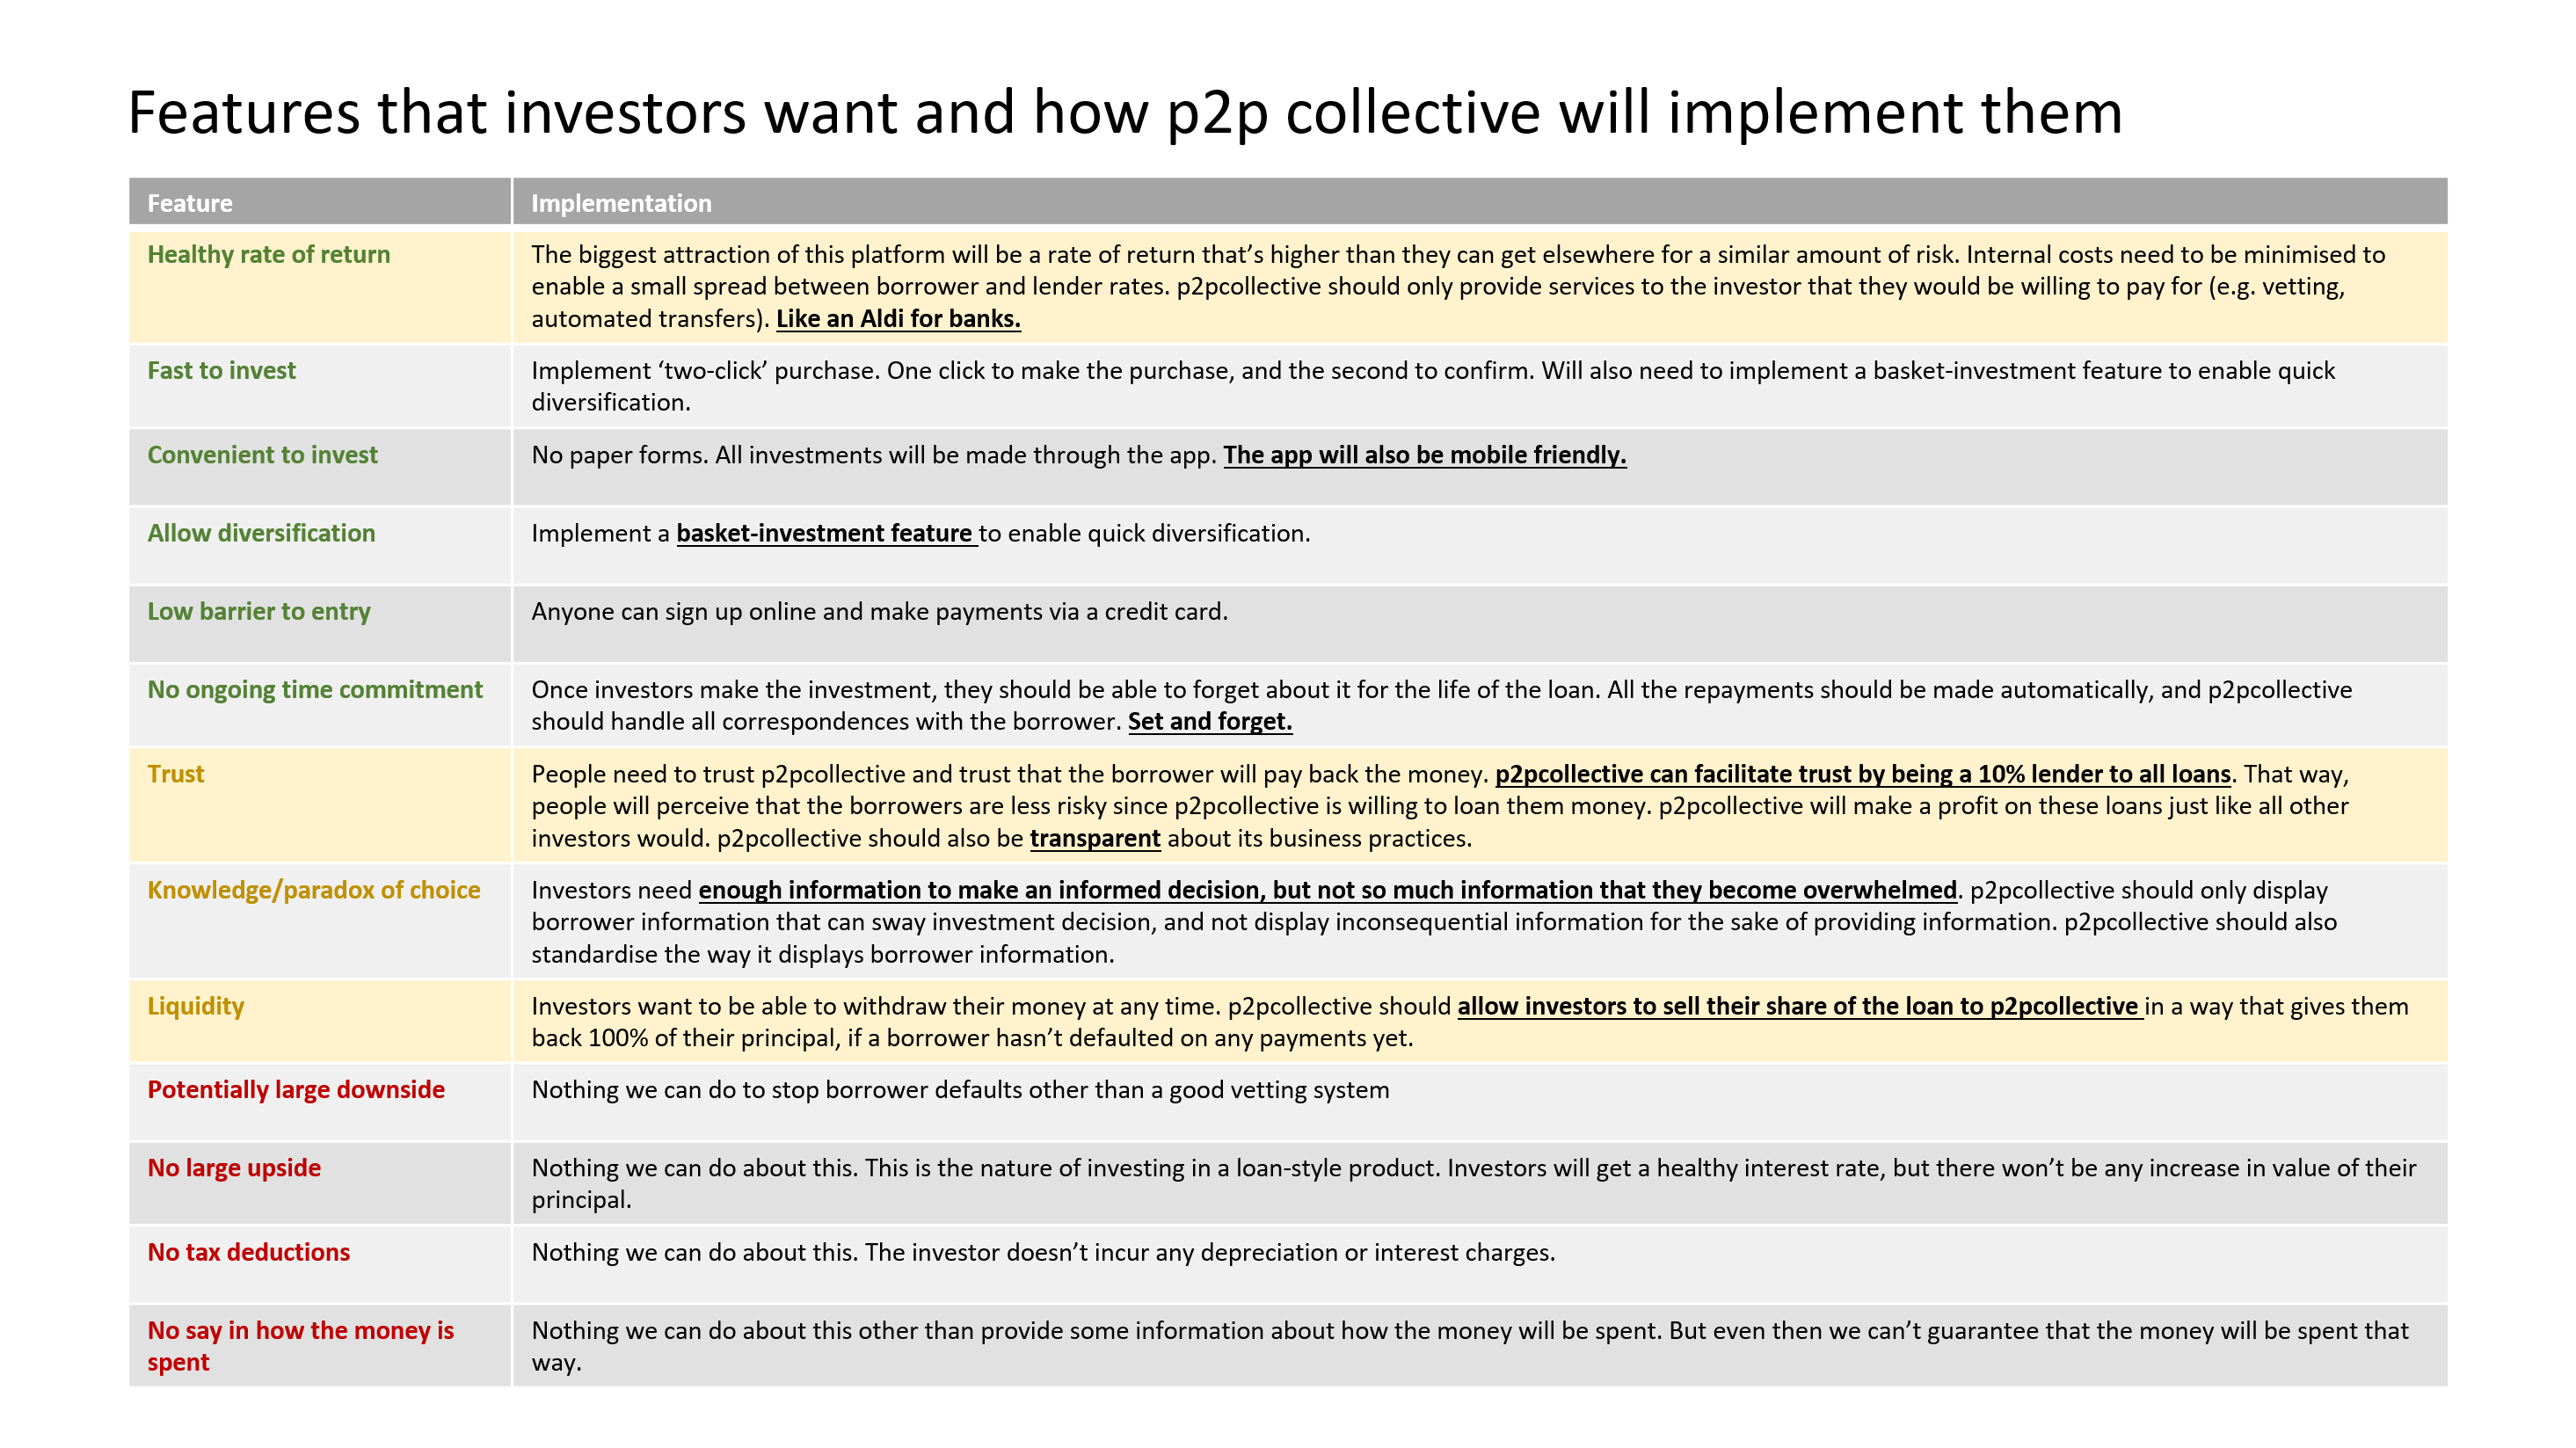 Features that investors want and how p2p collective will implement them
Feature
Implementation
Healthy rate of return
The biggest attraction of this platform will be a rate of return that’s higher than they can get elsewhere for a similar amount of risk. Internal costs need to be minimised to
enable a small spread between borrower and lender rates. p2pcollective should only provide services to the investor that they would be willing to pay for (e.g. vetting,
automated transfers). Like an Aldi for banks.
Fast to invest
Implement ‘two-click’ purchase. One click to make the purchase, and the second to confirm. Will also need to implement a basket-investment feature to enable quick
diversification.
Convenient to invest
No paper forms. All investments will be made through the app. The app will also be mobile friendly.
Allow diversification
Implement a basket-investment feature to enable quick diversification.
Low barrier to entry
Anyone can sign up online and make payments via a credit card.
No ongoing time commitment
Once investors make the investment, they should be able to forget about it for the life of the loan. All the repayments should be made automatically, and p2pcollective
should handle all correspondences with the borrower. Set and forget.
Trust
People need to trust p2pcollective and trust that the borrower will pay back the money. p2pcollective can facilitate trust by being a 10% lender to all loans. That way,
people will perceive that the borrowers are less risky since p2pcollective is willing to loan them money. p2pcollective will make a profit on these loans just like all other
investors would. p2pcollective should also be transparent about its business practices.
Knowledge/paradox of choice
Investors need enough information to make an informed decision, but not so much information that they become overwhelmed. p2pcollective should only display
borrower information that can sway investment decision, and not display inconsequential information for the sake of providing information. p2pcollective should also
standardise the way it displays borrower information.
Liquidity
Investors want to be able to withdraw their money at any time. p2pcollective should allow investors to sell their share of the loan to p2pcollective in a way that gives them
back 100% of their principal, if a borrower hasn’t defaulted on any payments yet.
Potentially large downside
Nothing we can do to stop borrower defaults other than a good vetting system
No large upside
Nothing we can do about this. This is the nature of investing in a loan-style product. Investors will get a healthy interest rate, but there won’t be any increase in value of their
principal.
No tax deductions
Nothing we can do about this. The investor doesn’t incur any depreciation or interest charges.
No say in how the money is
spent
Nothing we can do about this other than provide some information about how the money will be spent. But even then we can’t guarantee that the money will be spent that
way.